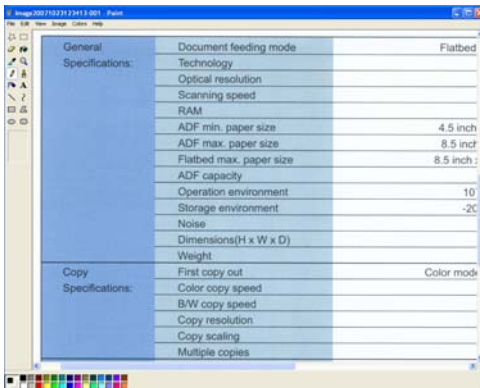 Image20071023123413-001 - Paint
File Edit View Image Colors Help
General Document feeding mode Flatbed
Specifications: Technology
Optical resolution
Scanning speed
RAM
ADF min. paper size 4.5 inch
ADF max. paper size 8.5 inch
Flatbed max. paper size 8.5 inch
ADF capacity
Operation environment 10
Storage environment -20
Noise
Dimensions(H x W x D)
Weight
Copy First copy out Color mode
Specifications: Color copy speed
B/W copy speed
Copy resolution
Copy scaling
Multiple copies